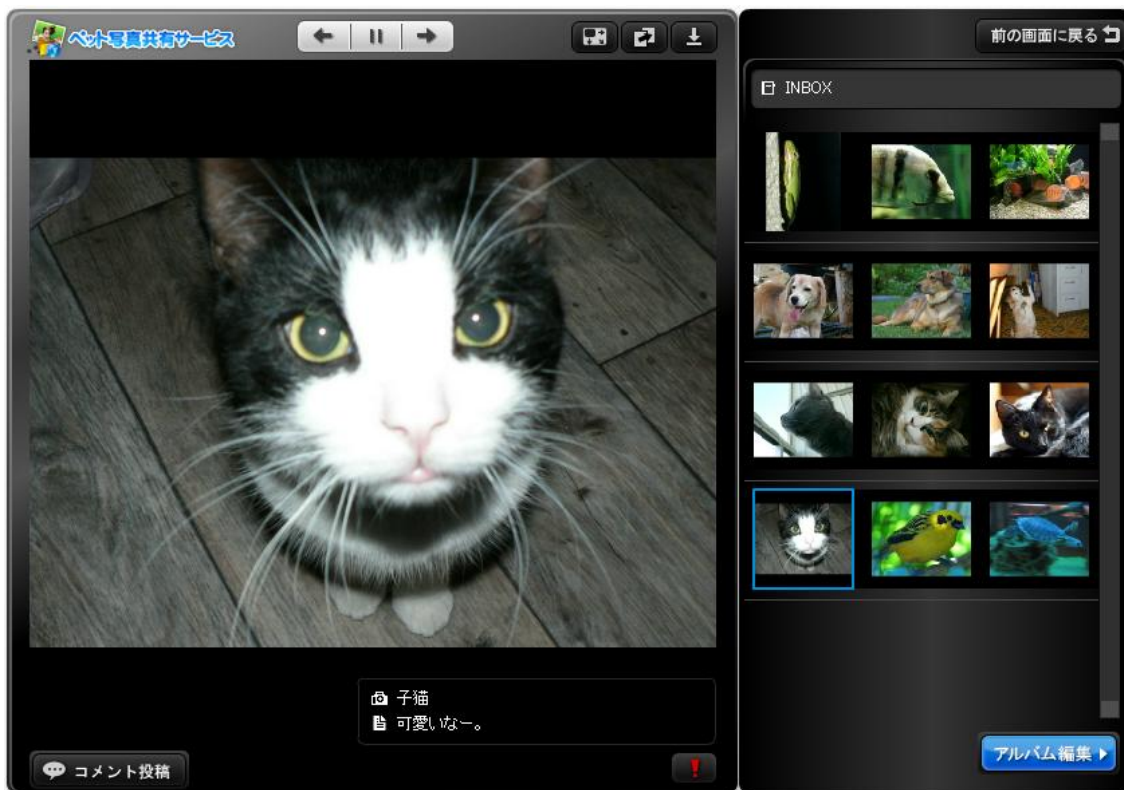 ペット写真共有サービス
前の画面に戻る
INBOX
子猫
可愛いなー。
コメント投稿
アルバム編集